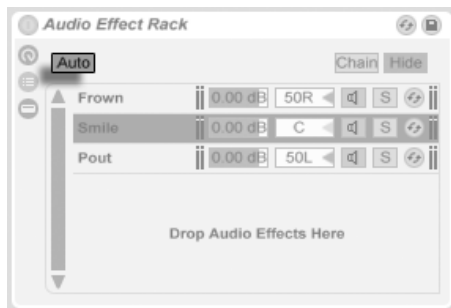 Audio Effect Rack
Auto Chain Hide
Frown 0.00 dB 50R S
Smile 0.00 dB C S
Pout 0.00 dB 50L S
Drop Audio Effects Here